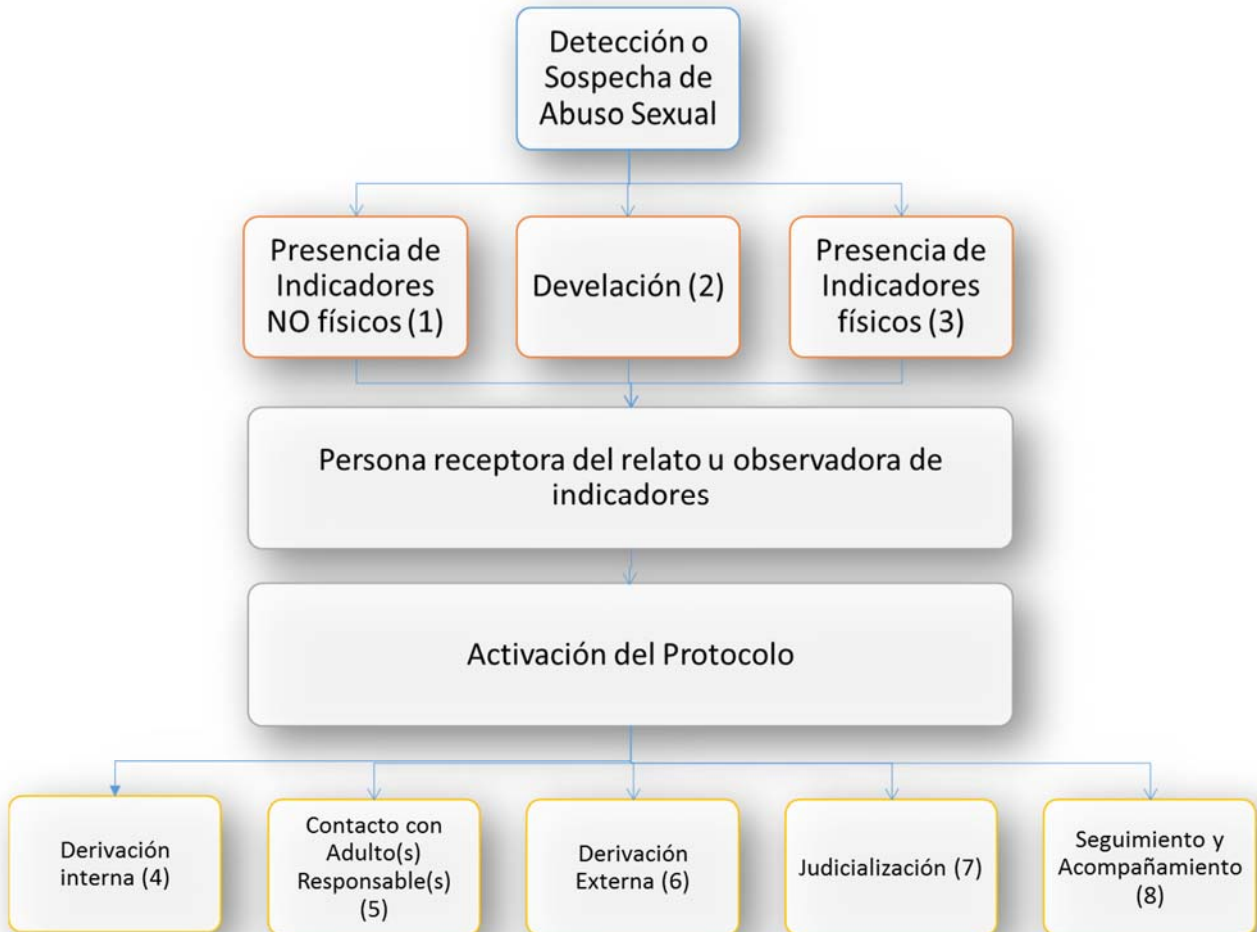 Detección o
Sospecha de
Abuso Sexual
Presencia de
Indicadores
NO físicos (1)
Develación (2)
Presencia de
Indicadores
físicos (3)
Persona receptora del relato u observadora de
indicadores
Activación del Protocolo
Derivación
interna (4)
Contacto con
Adulto(s)
Responsable(s)
(5)
Derivación
Externa (6)
Judicialización (7)
Seguimiento y
Acompañamiento
(8)